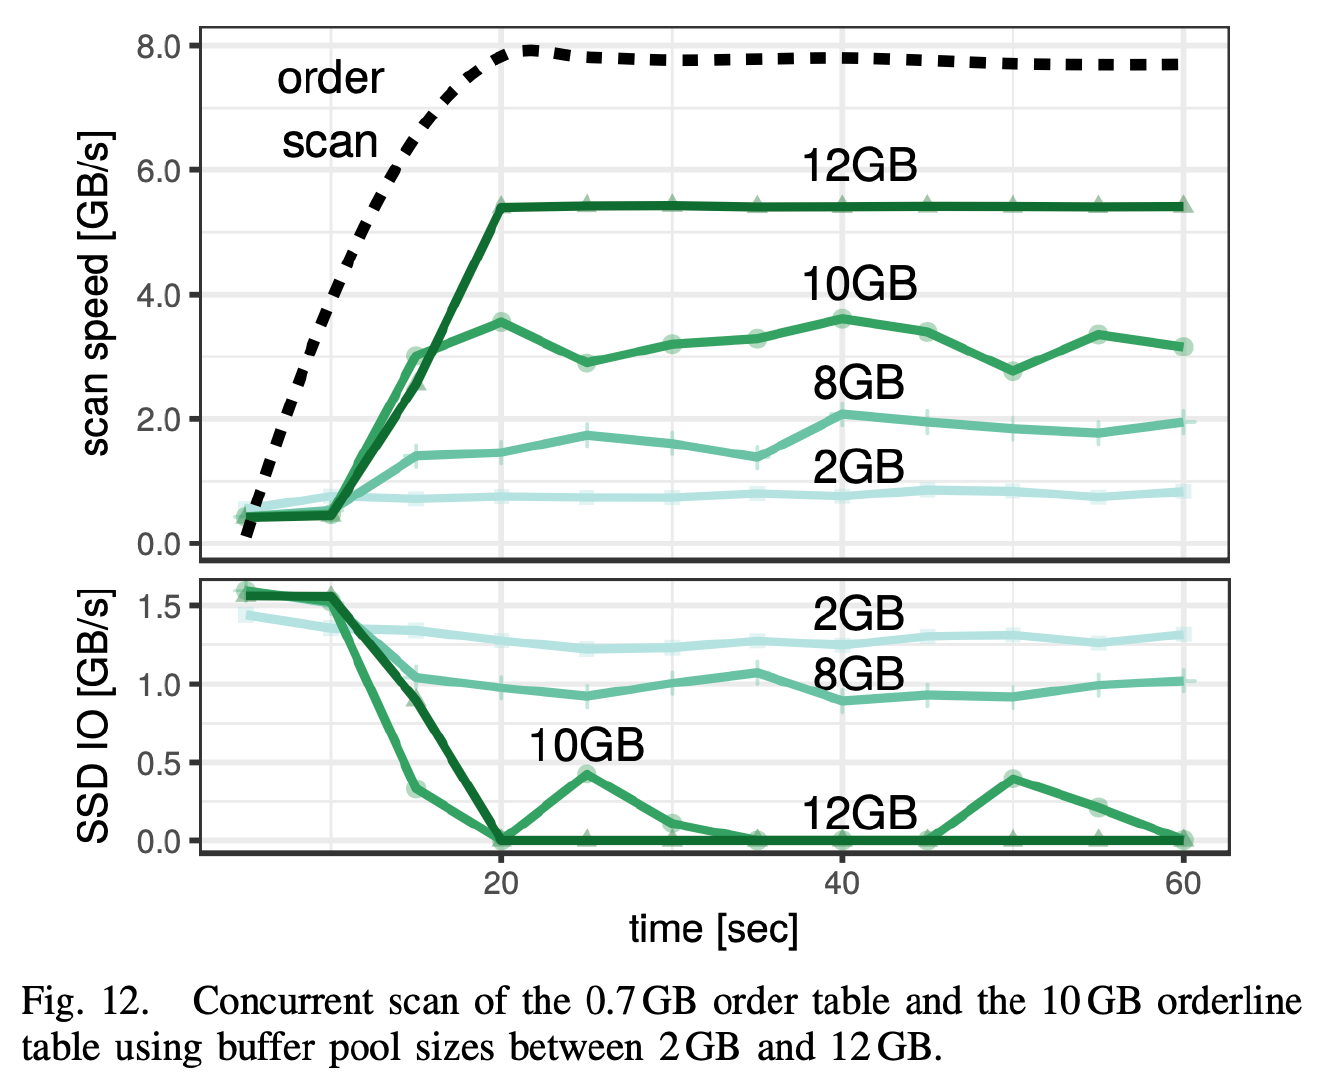 8.0
6.0
4.0
2.0
0.0
scan speed [GB/s]
order
scan
12GB
10GB
8GB
2GB
1.5
1.0
0.5
0.0
SSD IO [GB/s]
2GB
8GB
10GB
12GB
20 40 60
time [sec]
Fig. 12. Concurrent scan of the 0.7 GB order table and the 10 GB orderline
table using buffer pool sizes between 2 GB and 12 GB.